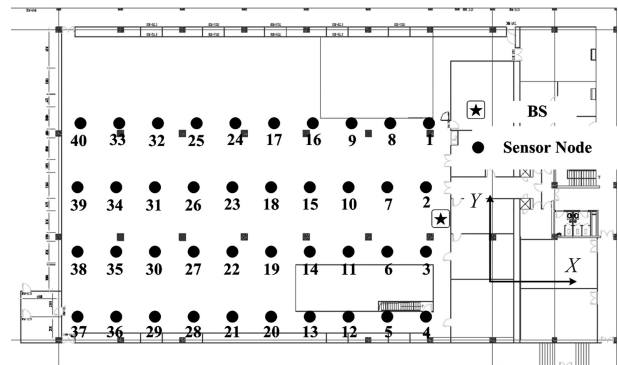 BS
40 33 32 25 24 17 16 9 8 1
Sensor Node
39 34 31 26 23 18 15 10 7 2
Y
38 35 30 27 22 19 14 11 6 3
X
37 36 29 28 21 20 13 12 5 4